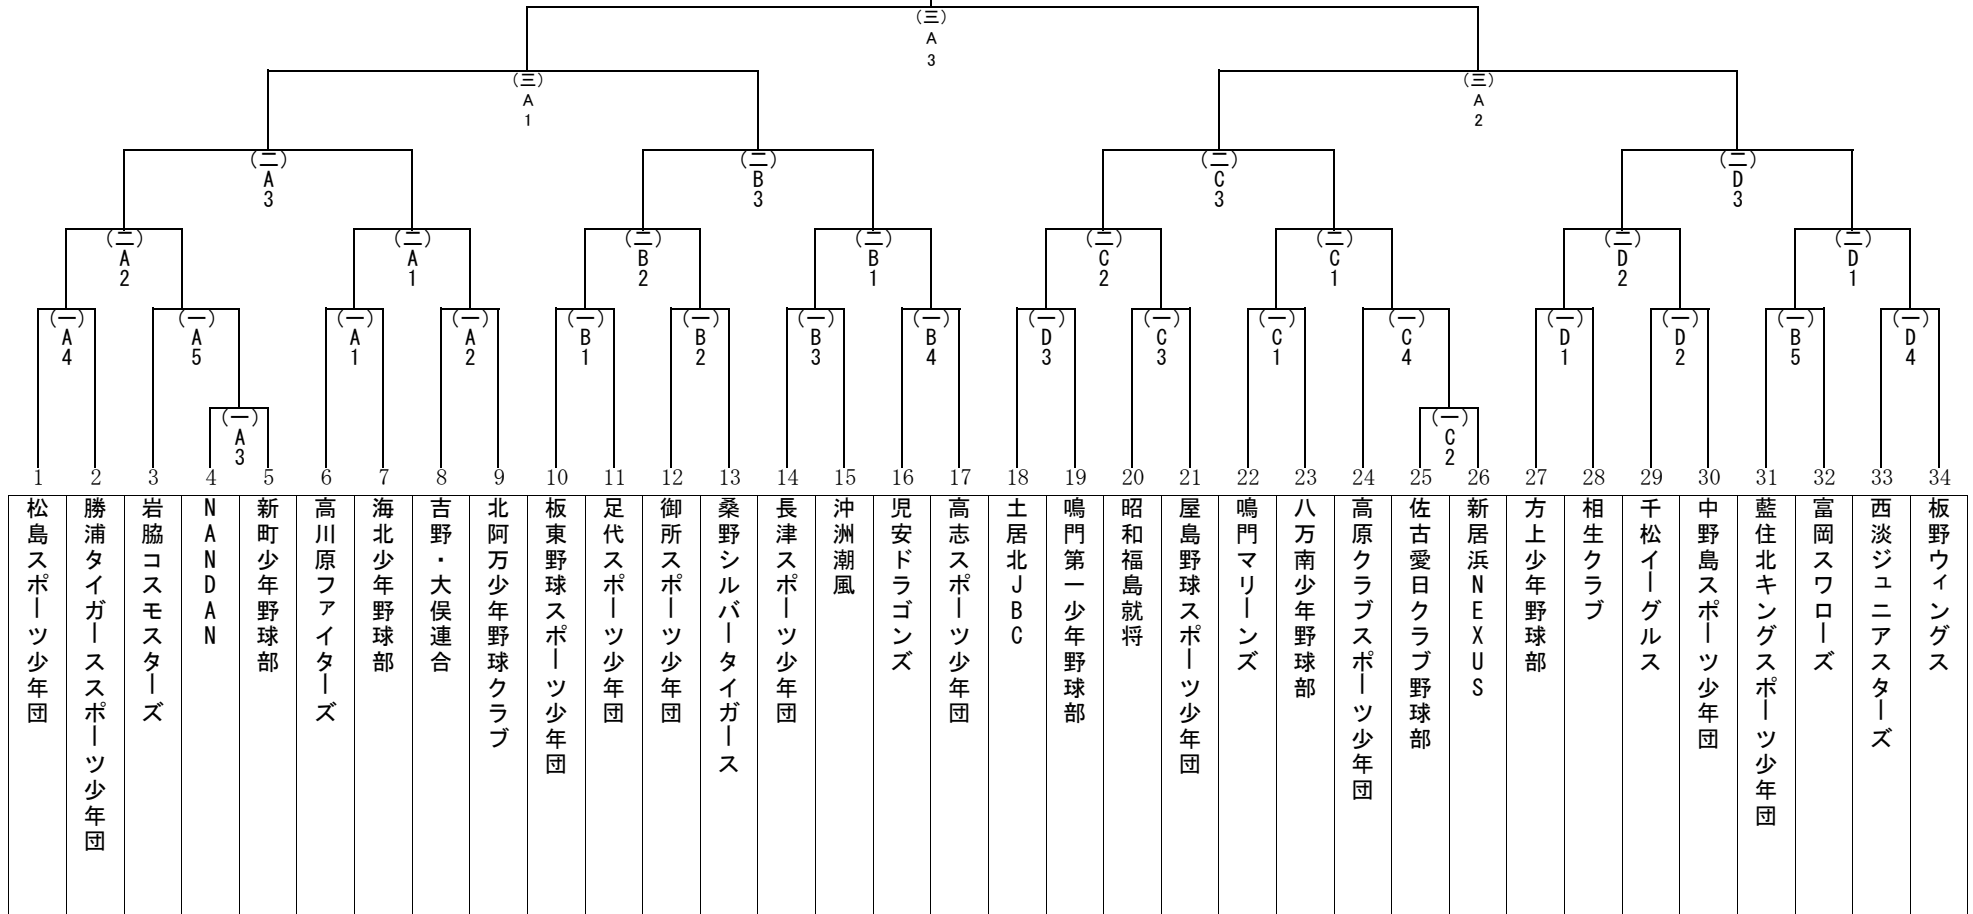 (三)
A
3
(三)
A
1
(三)
A
2
(二)
A
3
(二)
B
3
(二)
C
3
(二)
D
3
(二)
A
2
(二)
A
1
(二)
B
2
(二)
B
1
(二)
C
2
(二)
C
1
(二)
D
2
(二)
D
1
(一)
A
4
(一)
A
5
(一)
A
1
(一)
A
2
(一)
B
1
(一)
B
2
(一)
B
3
(一)
B
4
(一)
D
3
(一)
C
3
(一)
C
1
(一)
C
4
(一)
D
1
(一)
D
2
(一)
B
5
(一)
D
4
(一)
A
3
(一)
C
2
1
松島スポーツ少年団
2
勝浦タイガーススポーツ少年団
3
岩脇コスモスターズ
4
NANDAN
5
新町少年野球部
6
高川原ファイターズ
7
海北少年野球部
8
吉野・大俣連合
9
北阿万少年野球クラブ
10
板東野球スポーツ少年団
11
足代スポーツ少年団
12
御所スポーツ少年団
13
桑野シルバータイガース
14
長津スポーツ少年団
15
沖洲潮風
16
児安ドラゴンズ
17
高志スポーツ少年団
18
土居北JBC
19
鳴門第一少年野球部
20
昭和福島就将
21
屋島野球スポーツ少年団
22
鳴門マリーンズ
23
八万南少年野球部
24
高原クラブスポーツ少年団
25
佐古愛日クラブ野球部
26
新居浜NEXUS
27
方上少年野球部
28
相生クラブ
29
千松イーグルス
30
中野島スポーツ少年団
31
藍住北キングスポーツ少年団
32
富岡スワローズ
33
西淡ジュニアスターズ
34
板野ウィングス